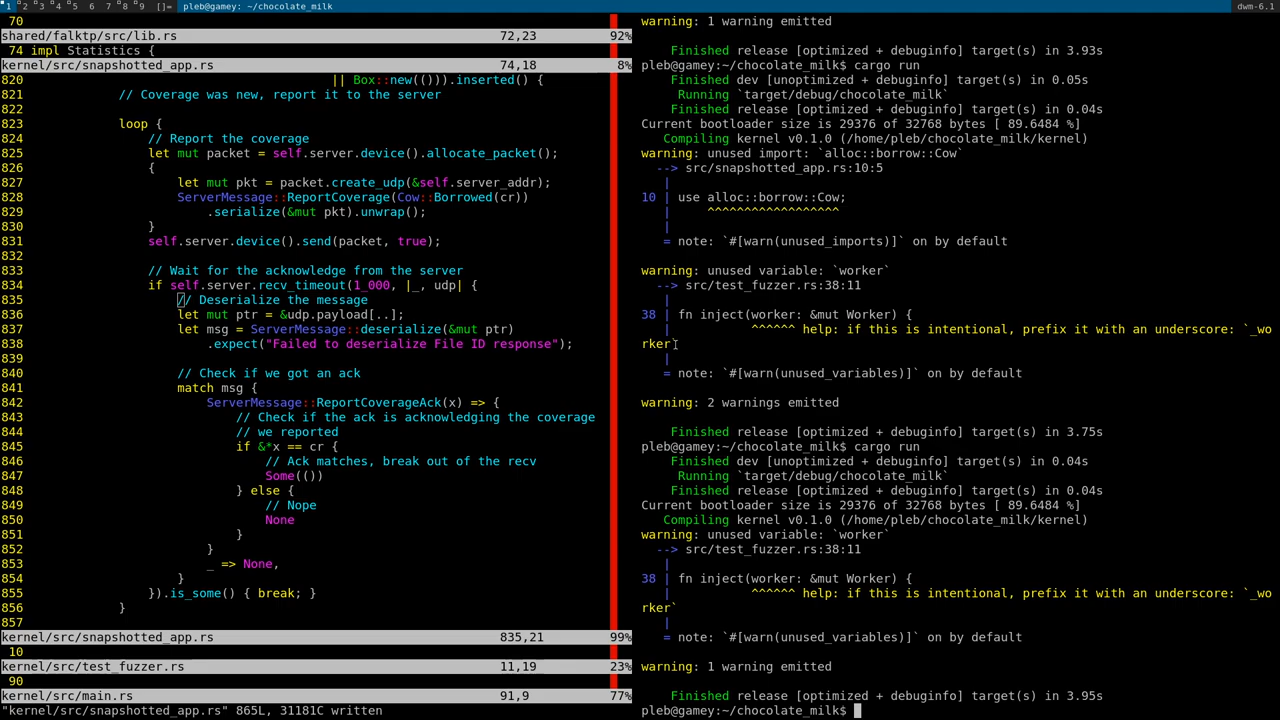 1 2 3 4 5 6 7 8 9 []= pleb@gamey: ~/chocolate_milk dwm-6.1
70
shared/falktp/src/lib.rs 72,23 92%
74 impl Statistics {
kernel/src/snapshotted_app.rs 74,18 8%
820 || Box::new(())).inserted() {
821 // Coverage was new, report it to the server
822
823 loop {
824 // Report the coverage
825 let mut packet = self.server.device().allocate_packet();
826 {
827 let mut pkt = packet.create_udp(&self.server_addr);
828 ServerMessage::ReportCoverage(Cow::Borrowed(cr))
829 .serialize(&mut pkt).unwrap();
830 }
831 self.server.device().send(packet, true);
832
833 // Wait for the acknowledge from the server
834 if self.server.recv_timeout(1_000, |_, udp| {
835 // Deserialize the message
836 let mut ptr = &udp.payload[..];
837 let msg = ServerMessage::deserialize(&mut ptr)
838 .expect("Failed to deserialize File ID response");
839
840 // Check if we got an ack
841 match msg {
842 ServerMessage::ReportCoverageAck(x) => {
843 // Check if the ack is acknowledging the coverage
844 // we reported
845 if &*x == cr {
846 // Ack matches, break out of the recv
847 Some(())
848 } else {
849 // Nope
850 None
851 }
852 }
853 _ => None,
854 }
855 }).is_some() { break; }
856 }
857
kernel/src/snapshotted_app.rs 835,21 99%
10
kernel/src/test_fuzzer.rs 11,19 23%
90
kernel/src/main.rs 91,9 77%
"kernel/src/snapshotted_app.rs" 865L, 31181C written
warning: 1 warning emitted
Finished release [optimized + debuginfo] target(s) in 3.93s
pleb@gamey:~/chocolate_milk$ cargo run
Finished dev [unoptimized + debuginfo] target(s) in 0.05s
Running `target/debug/chocolate_milk`
Finished release [optimized + debuginfo] target(s) in 0.04s
Current bootloader size is 29376 of 32768 bytes [ 89.6484 %]
Compiling kernel v0.1.0 (/home/pleb/chocolate_milk/kernel)
warning: unused import: `alloc::borrow::Cow`
--> src/snapshotted_app.rs:10:5
|
10 | use alloc::borrow::Cow;
| ^^^^^^^^^^^^^^^^^^
|
= note: `#[warn(unused_imports)]` on by default
warning: unused variable: `worker`
--> src/test_fuzzer.rs:38:11
|
38 | fn inject(worker: &mut Worker) {
| ^^^^^^ help: if this is intentional, prefix it with an underscore: `_wo
rker`
|
= note: `#[warn(unused_variables)]` on by default
warning: 2 warnings emitted
Finished release [optimized + debuginfo] target(s) in 3.75s
pleb@gamey:~/chocolate_milk$ cargo run
Finished dev [unoptimized + debuginfo] target(s) in 0.04s
Running `target/debug/chocolate_milk`
Finished release [optimized + debuginfo] target(s) in 0.04s
Current bootloader size is 29376 of 32768 bytes [ 89.6484 %]
Compiling kernel v0.1.0 (/home/pleb/chocolate_milk/kernel)
warning: unused variable: `worker`
--> src/test_fuzzer.rs:38:11
|
38 | fn inject(worker: &mut Worker) {
| ^^^^^^ help: if this is intentional, prefix it with an underscore: `_wo
rker`
|
= note: `#[warn(unused_variables)]` on by default
warning: 1 warning emitted
Finished release [optimized + debuginfo] target(s) in 3.95s
pleb@gamey:~/chocolate_milk$